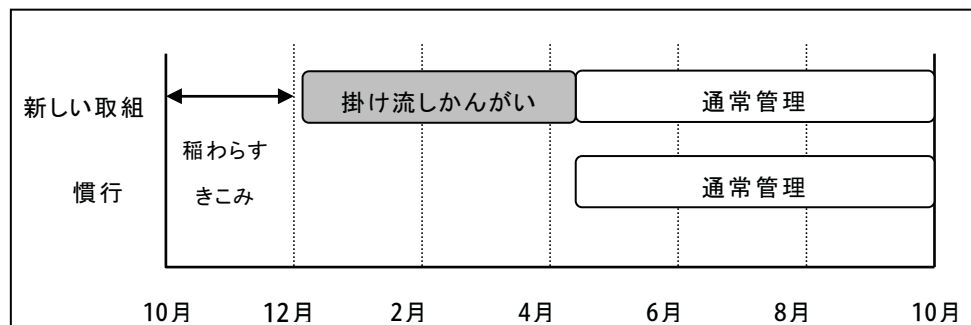 新しい取組
掛け流しかんがい
通常管理
稲わらす
きこみ
慣行
通常管理
10月
12月
2月
4月
6月
8月
10月